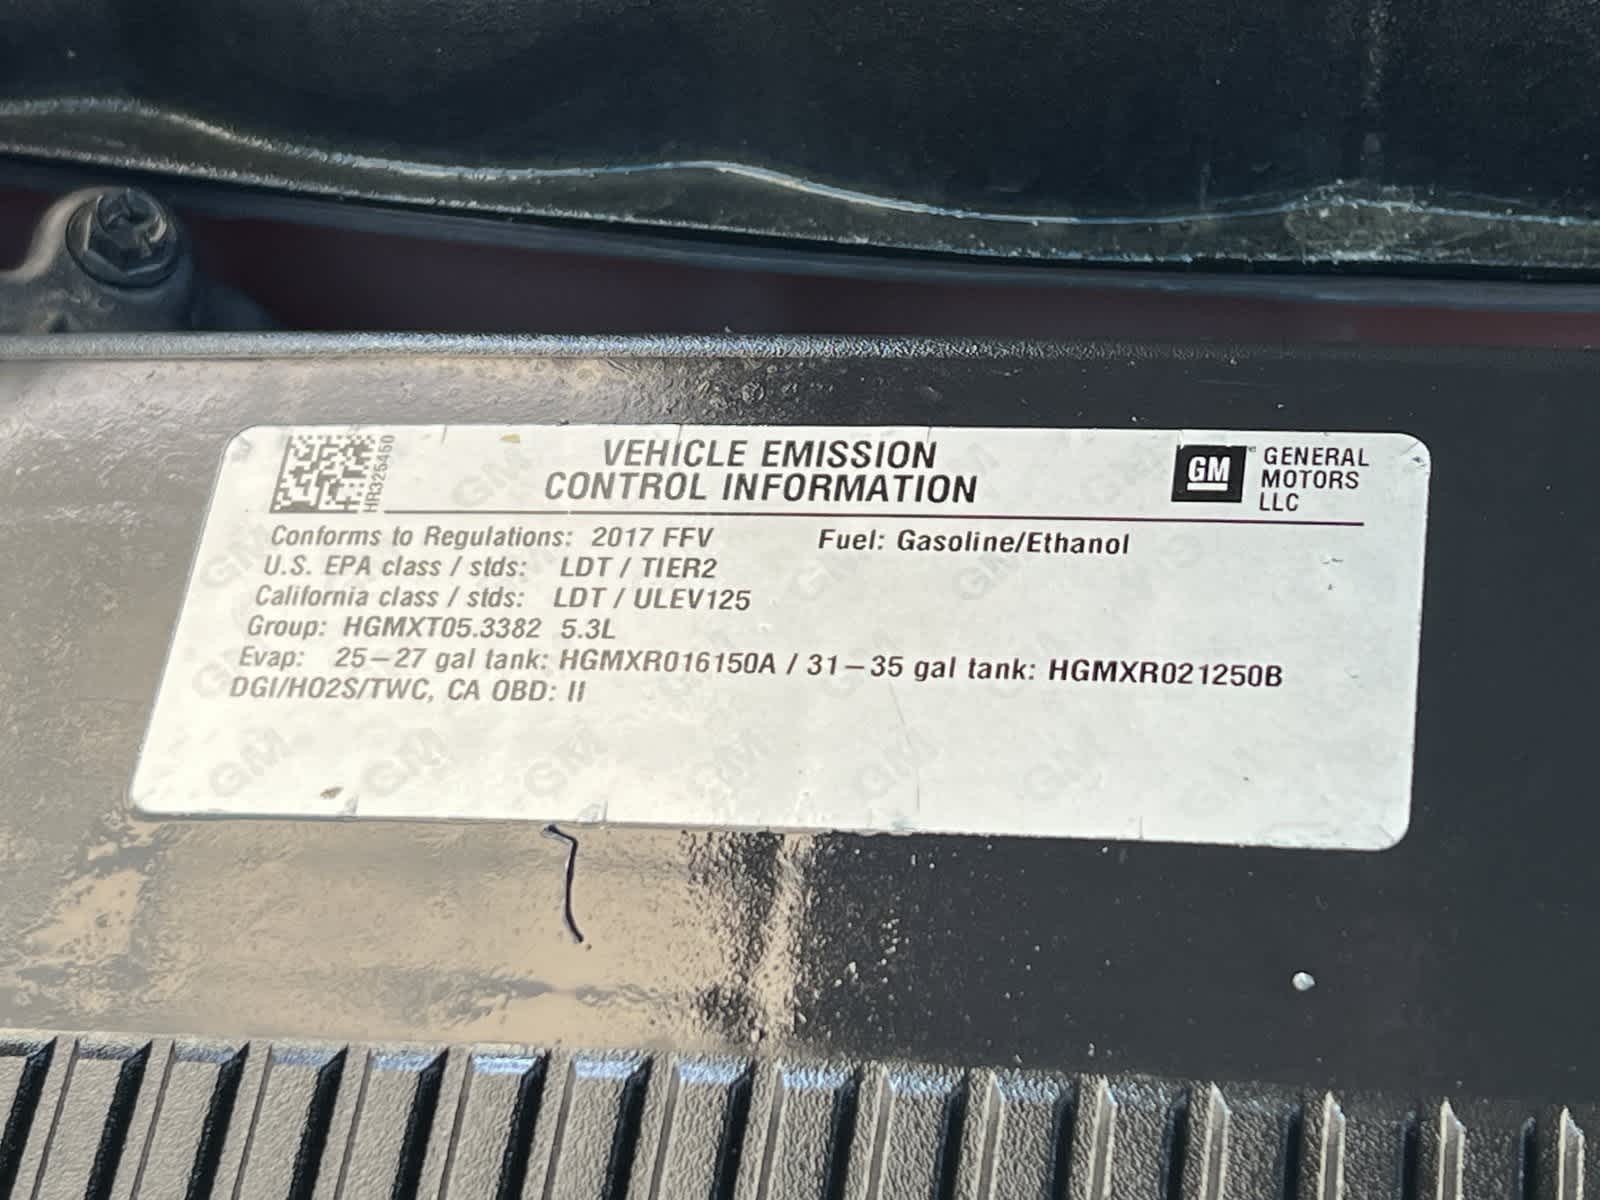 HR325450
VEHICLE EMISSION
CONTROL INFORMATION
GM
GENERAL
MOTORS
LLC
Conforms to Regulations: 2017 FFV Fuel: Gasoline/Ethanol
U.S. EPA class / stds: LDT / TIER2
California class / stds: LDT / ULEV125
Group: HGMXT05.3382 5.3L
Evap: 25-27 gal tank: HGMXR016150A / 31-35 gal tank: HGMXR021250B
DGI/HO2S/TWC, CA OBD: II